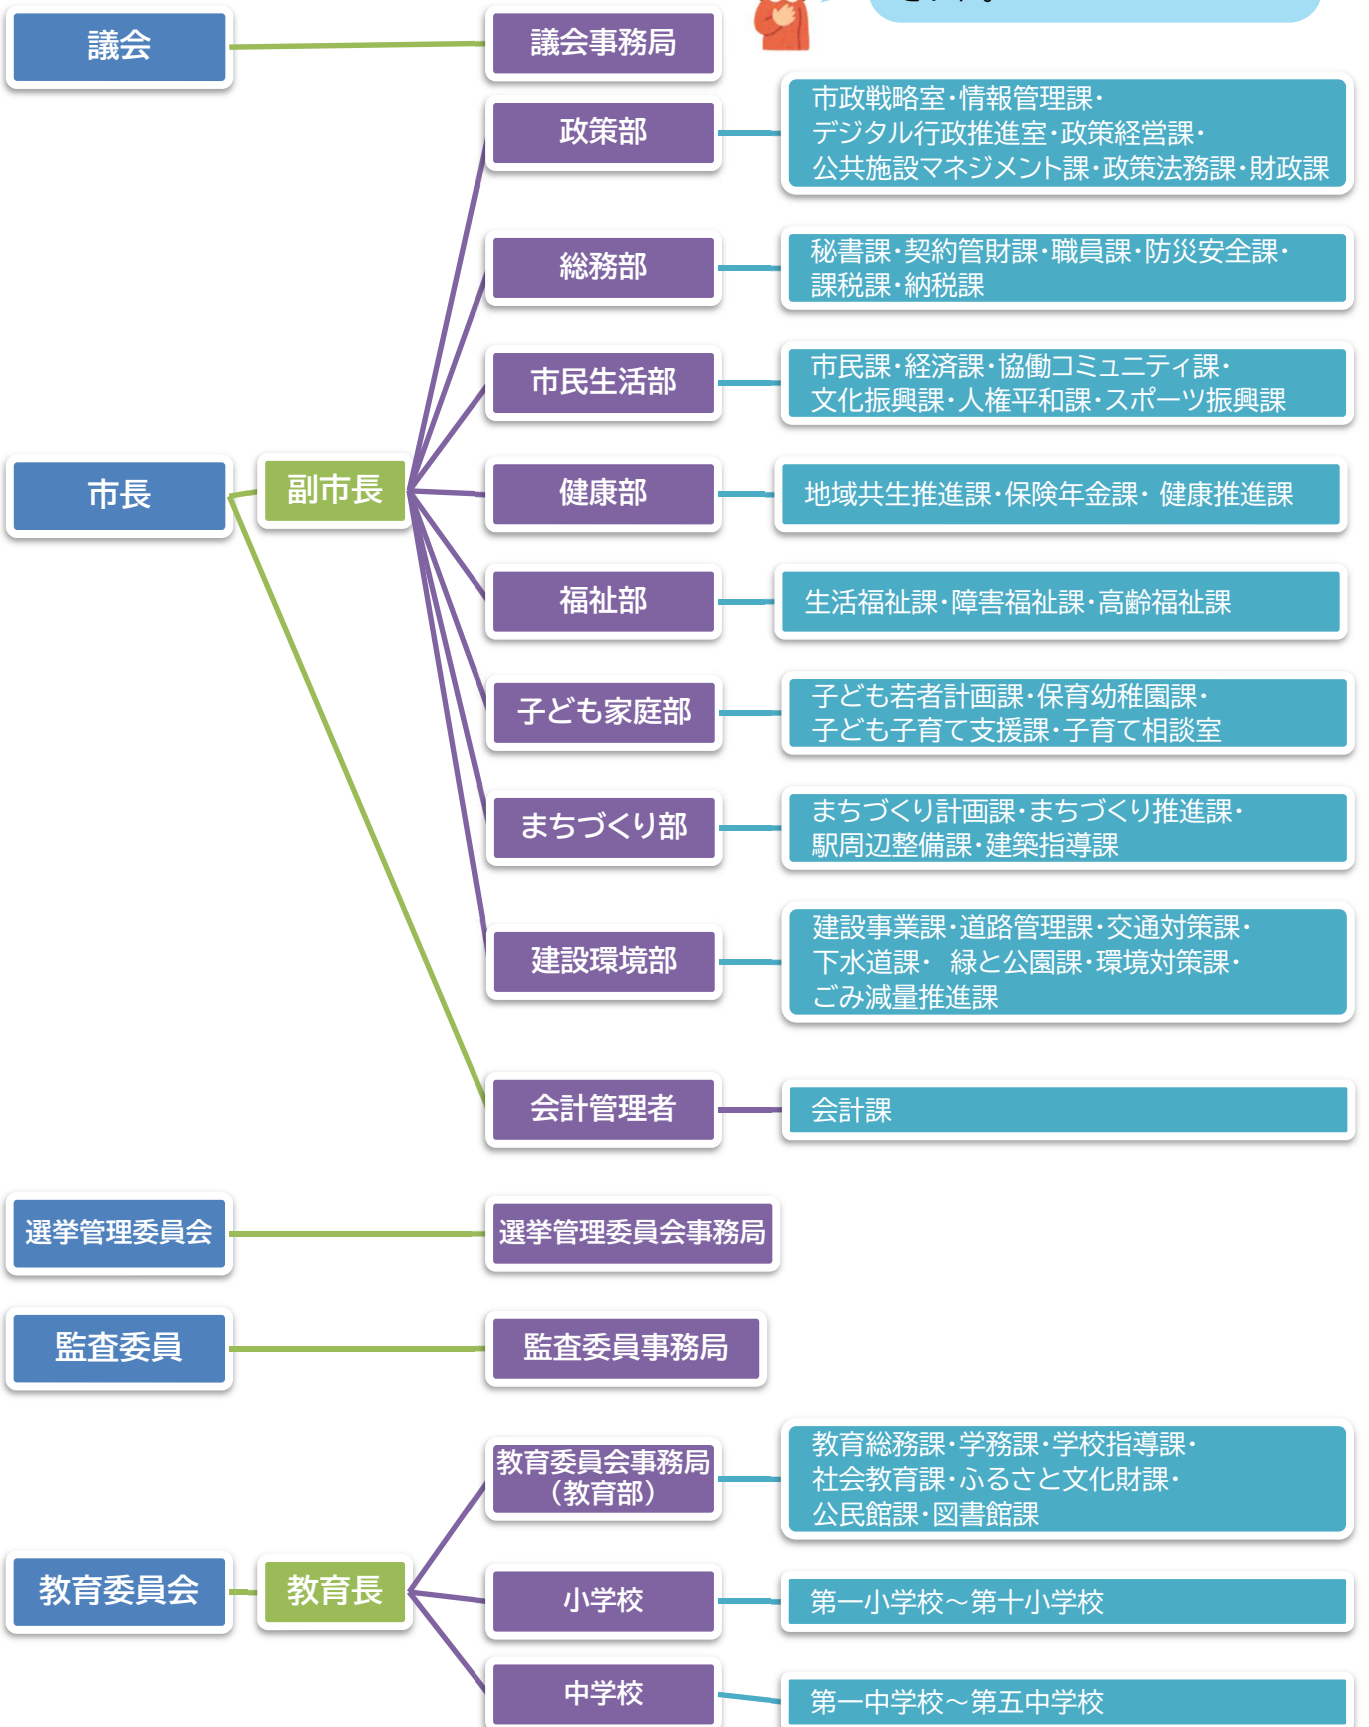 議会
議会事務局
政策部
市政戦略室・情報管理課・
デジタル行政推進室・政策経営課・
公共施設マネジメント課・政策法務課・財政課
総務部
秘書課・契約管財課・職員課・防災安全課・
課税課・納税課
市民生活部
市民課・経済課・協働コミュニティ課・
文化振興課・人権平和課・スポーツ振興課
市長
副市長
健康部
地域共生推進課・保険年金課・ 健康推進課
福祉部
生活福祉課・障害福祉課・高齢福祉課
子ども家庭部
子ども若者計画課・保育幼稚園課・
子ども子育て支援課・子育て相談室
まちづくり部
まちづくり計画課・まちづくり推進課・
駅周辺整備課・建築指導課
建設環境部
建設事業課・道路管理課・交通対策課・
下水道課・ 緑と公園課・環境対策課・
ごみ減量推進課
会計管理者
会計課
選挙管理委員会
選挙管理委員会事務局
監査委員
監査委員事務局
教育委員会
教育長
教育委員会事務局
（教育部）
教育総務課・学務課・学校指導課・
社会教育課・ふるさと文化財課・
公民館課・図書館課
小学校
第一小学校～第十小学校
中学校
第一中学校～第五中学校